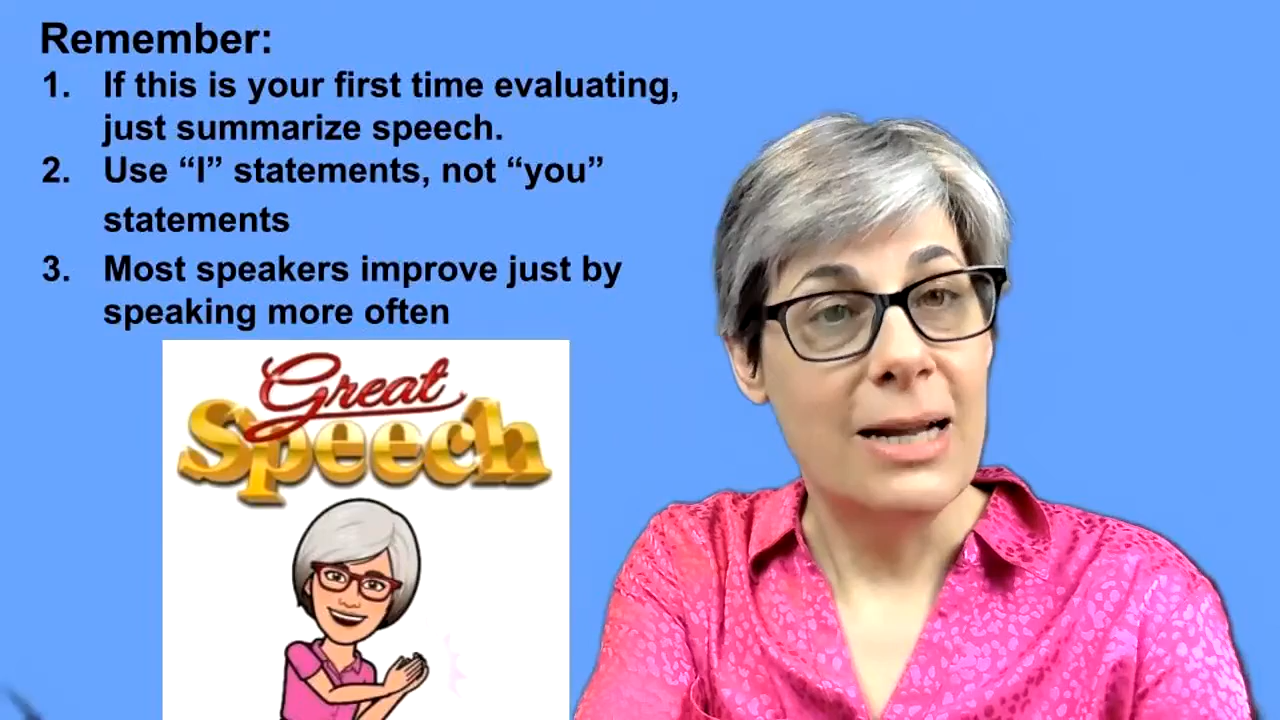 Remember:
1. If this is your first time evaluating,
just summarize speech.
2. Use “I” statements, not “you”
statements
3. Most speakers improve just by
speaking more often
Great
Speech